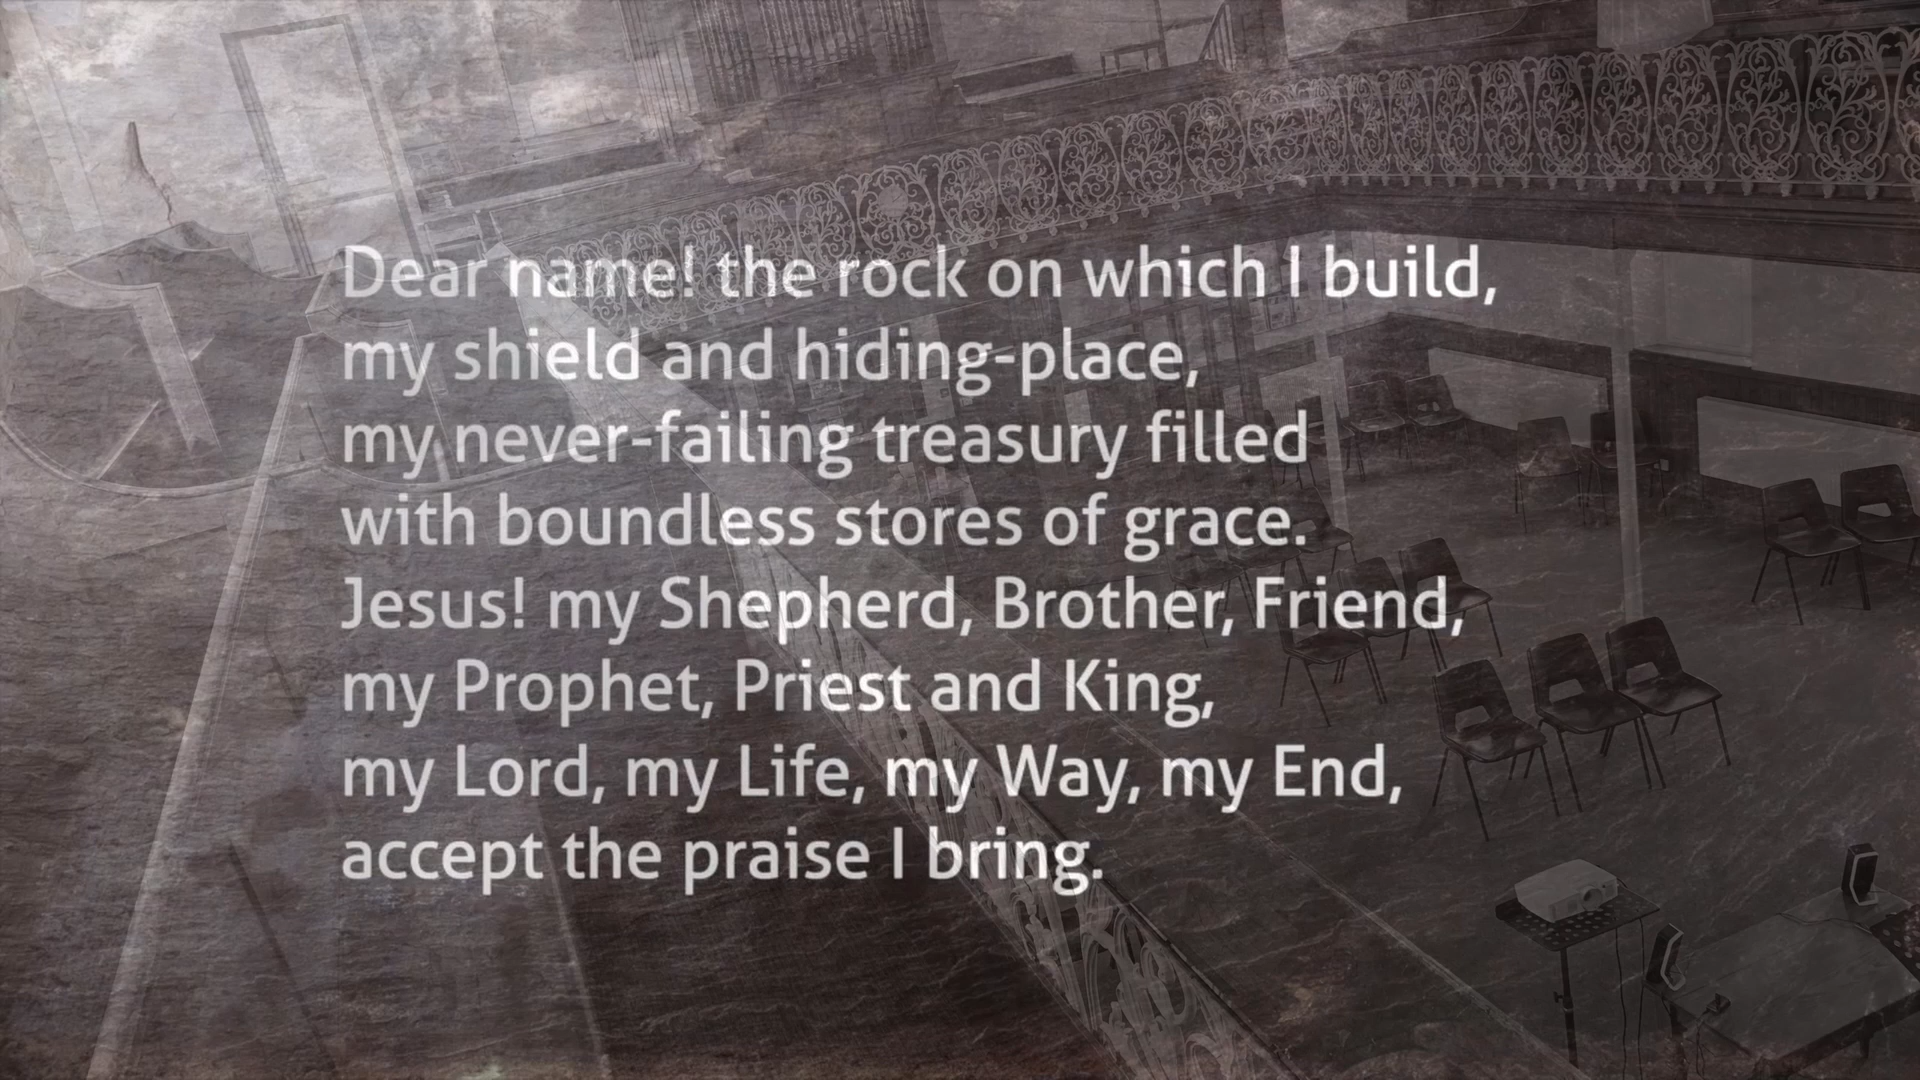 Dear name! the rock on which I build,
my shield and hiding-place,
my never-failing treasury filled
with boundless stores of grace.
Jesus! my Shepherd, Brother, Friend,
my Prophet, Priest and King,
my Lord, my Life, my Way, my End,
accept the praise I bring.